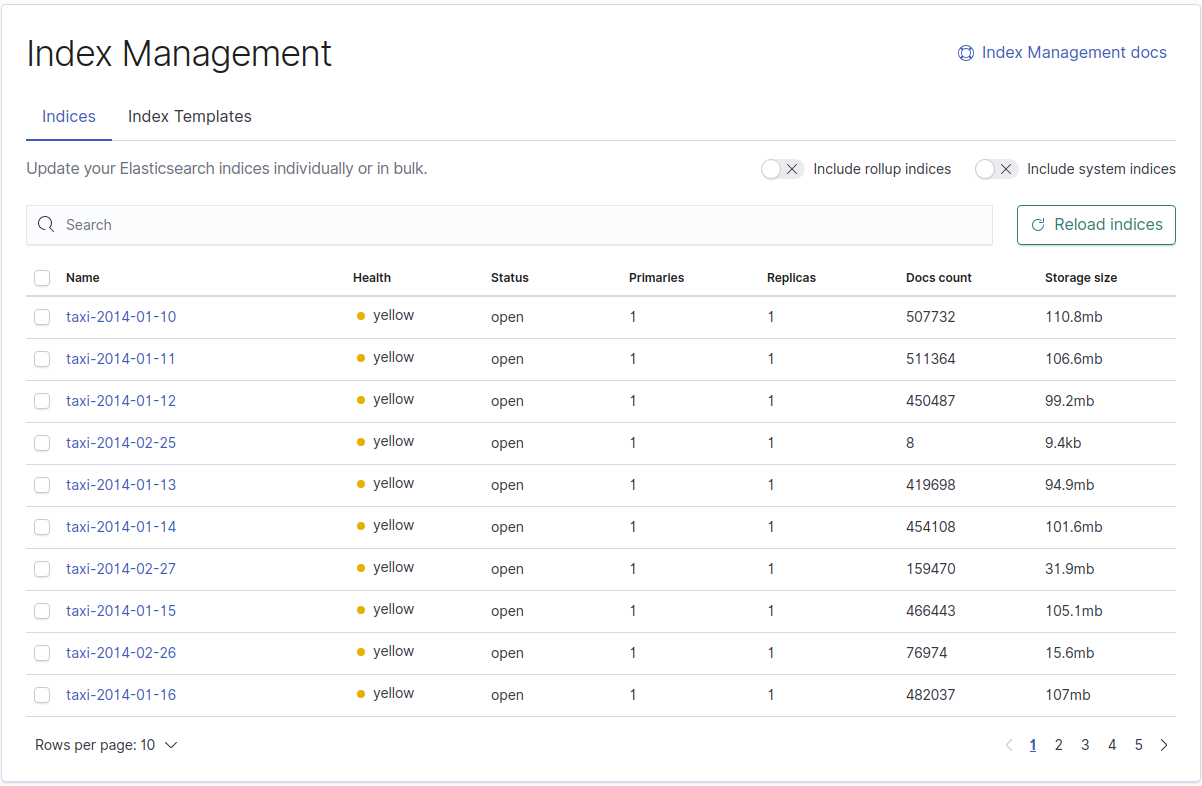 Index Management
Index Management docs
Indices Index Templates
Update your Elasticsearch indices individually or in bulk. Include rollup indices Include system indices
Search Reload indices
Name Health Status Primaries Replicas Docs count Storage size
taxi-2014-01-10 yellow open 1 1 507732 110.8mb
taxi-2014-01-11 yellow open 1 1 511364 106.6mb
taxi-2014-01-12 yellow open 1 1 450487 99.2mb
taxi-2014-02-25 yellow open 1 1 8 9.4kb
taxi-2014-01-13 yellow open 1 1 419698 94.9mb
taxi-2014-01-14 yellow open 1 1 454108 101.6mb
taxi-2014-02-27 yellow open 1 1 159470 31.9mb
taxi-2014-01-15 yellow open 1 1 466443 105.1mb
taxi-2014-02-26 yellow open 1 1 76974 15.6mb
taxi-2014-01-16 yellow open 1 1 482037 107mb
Rows per page: 10 1 2 3 4 5